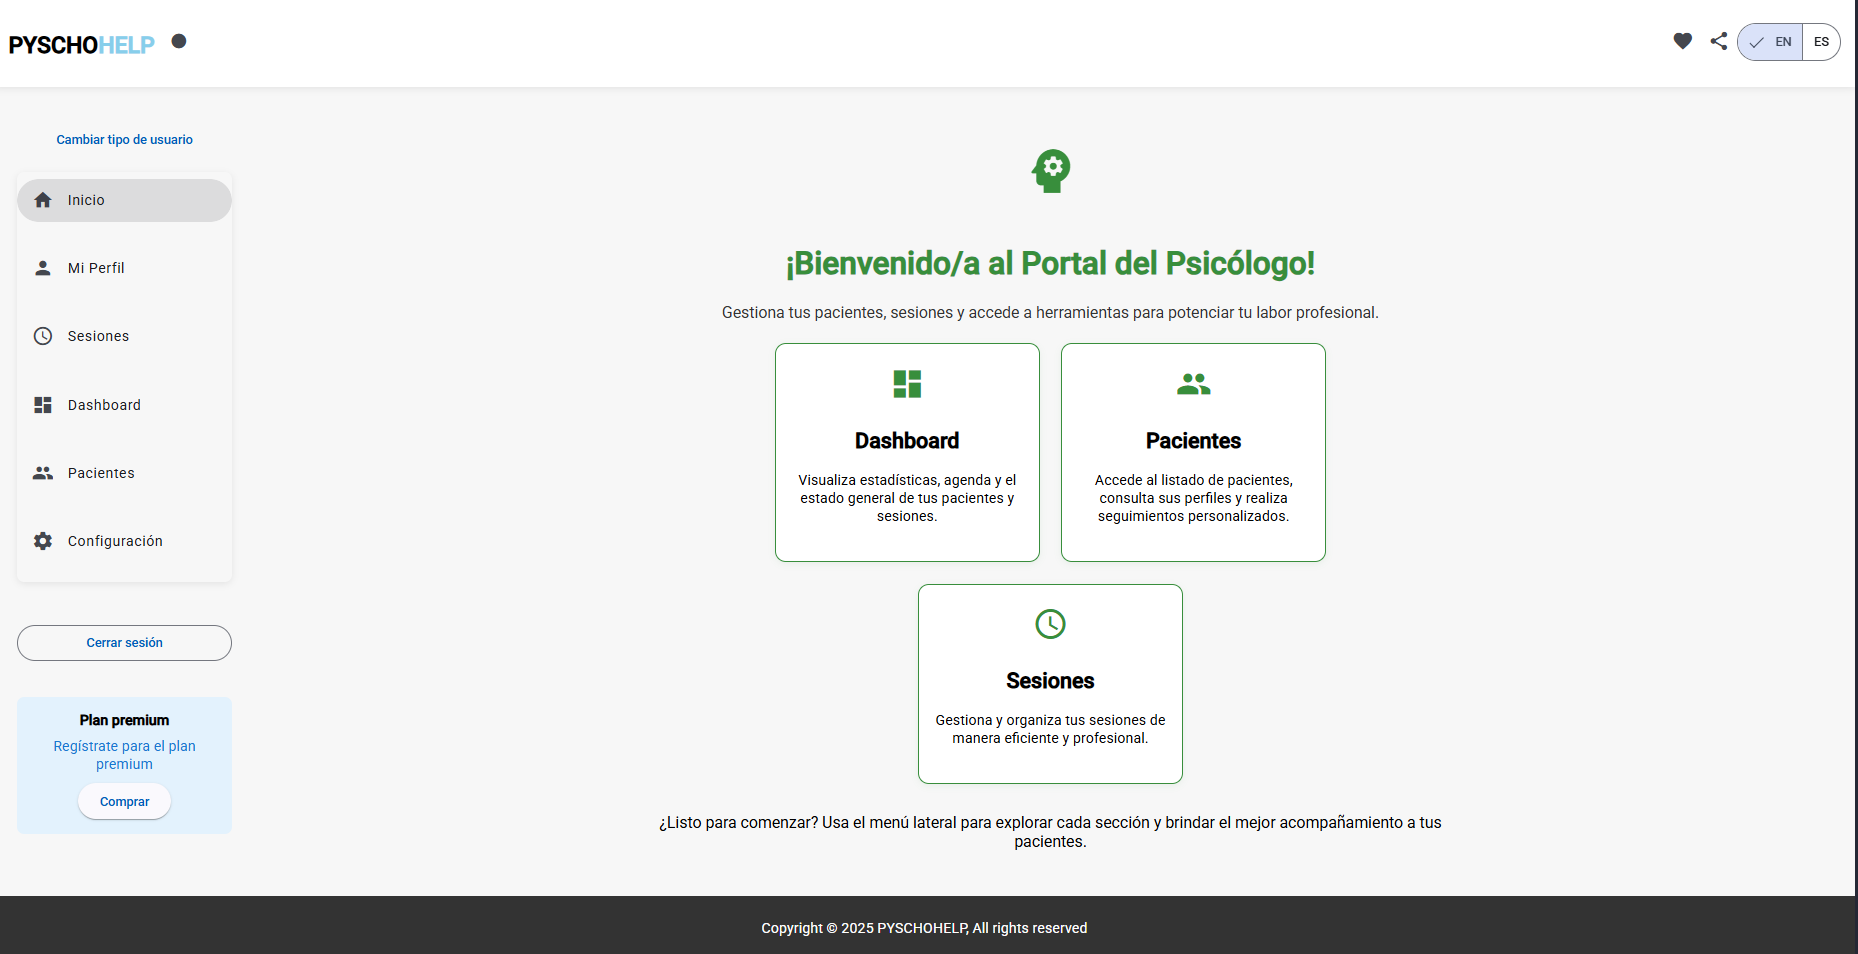 PYSCHOHELP
EN
ES
Cambiar tipo de usuario
Inicio
Mi Perfil
Sesiones
Dashboard
Pacientes
Configuración
Cerrar sesión
Plan premium
Regístrate para el plan
premium
Comprar
¡Bienvenido/a al Portal del Psicólogo!
Gestiona tus pacientes, sesiones y accede a herramientas para potenciar tu labor profesional.
Dashboard
Visualiza estadísticas, agenda y el
estado general de tus pacientes y
sesiones.
Pacientes
Accede al listado de pacientes,
consulta sus perfiles y realiza
seguimientos personalizados.
Sesiones
Gestiona y organiza tus sesiones de
manera eficiente y profesional.
¿Listo para comenzar? Usa el menú lateral para explorar cada sección y brindar el mejor acompañamiento a tus
pacientes.
Copyright © 2025 PYSCHOHELP, All rights reserved